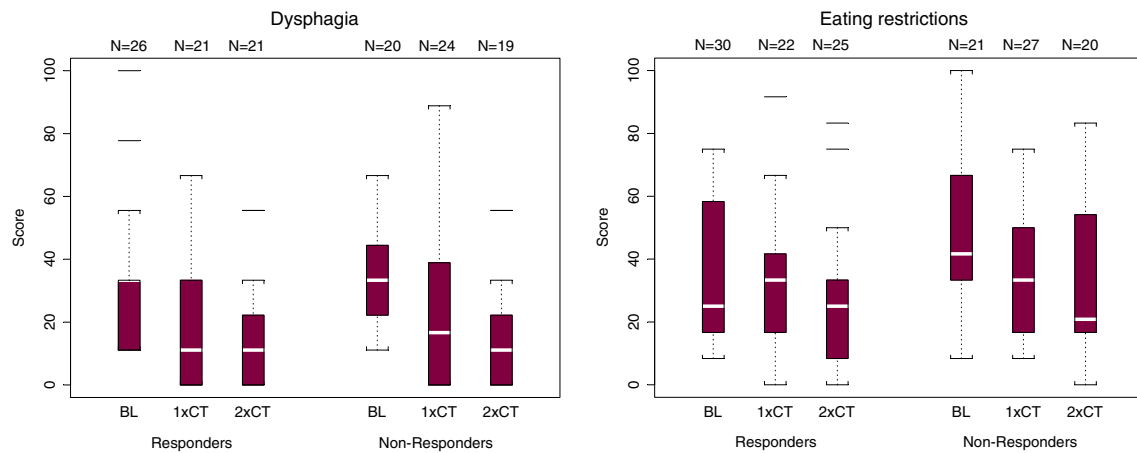 Dysphagia
N=26 N=21 N=21 N=20 N=24 N=19
Score
100
80
60
40
20
0
BL 1xCT 2xCT BL 1xCT 2xCT
Responders Non-Responders
Eating restrictions
N=30 N=22 N=25 N=21 N=27 N=20
Score
100
80
60
40
20
0
BL 1xCT 2xCT BL 1xCT 2xCT
Responders Non-Responders